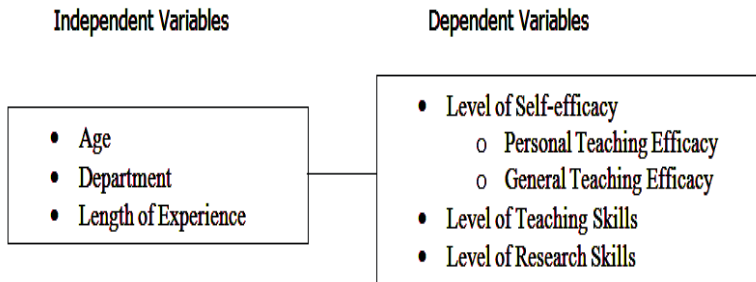 Independent Variables
• Age
• Department
• Length of Experience
Dependent Variables
• Level of Self-efficacy
o Personal Teaching Efficacy
o General Teaching Efficacy
• Level of Teaching Skills
• Level of Research Skills